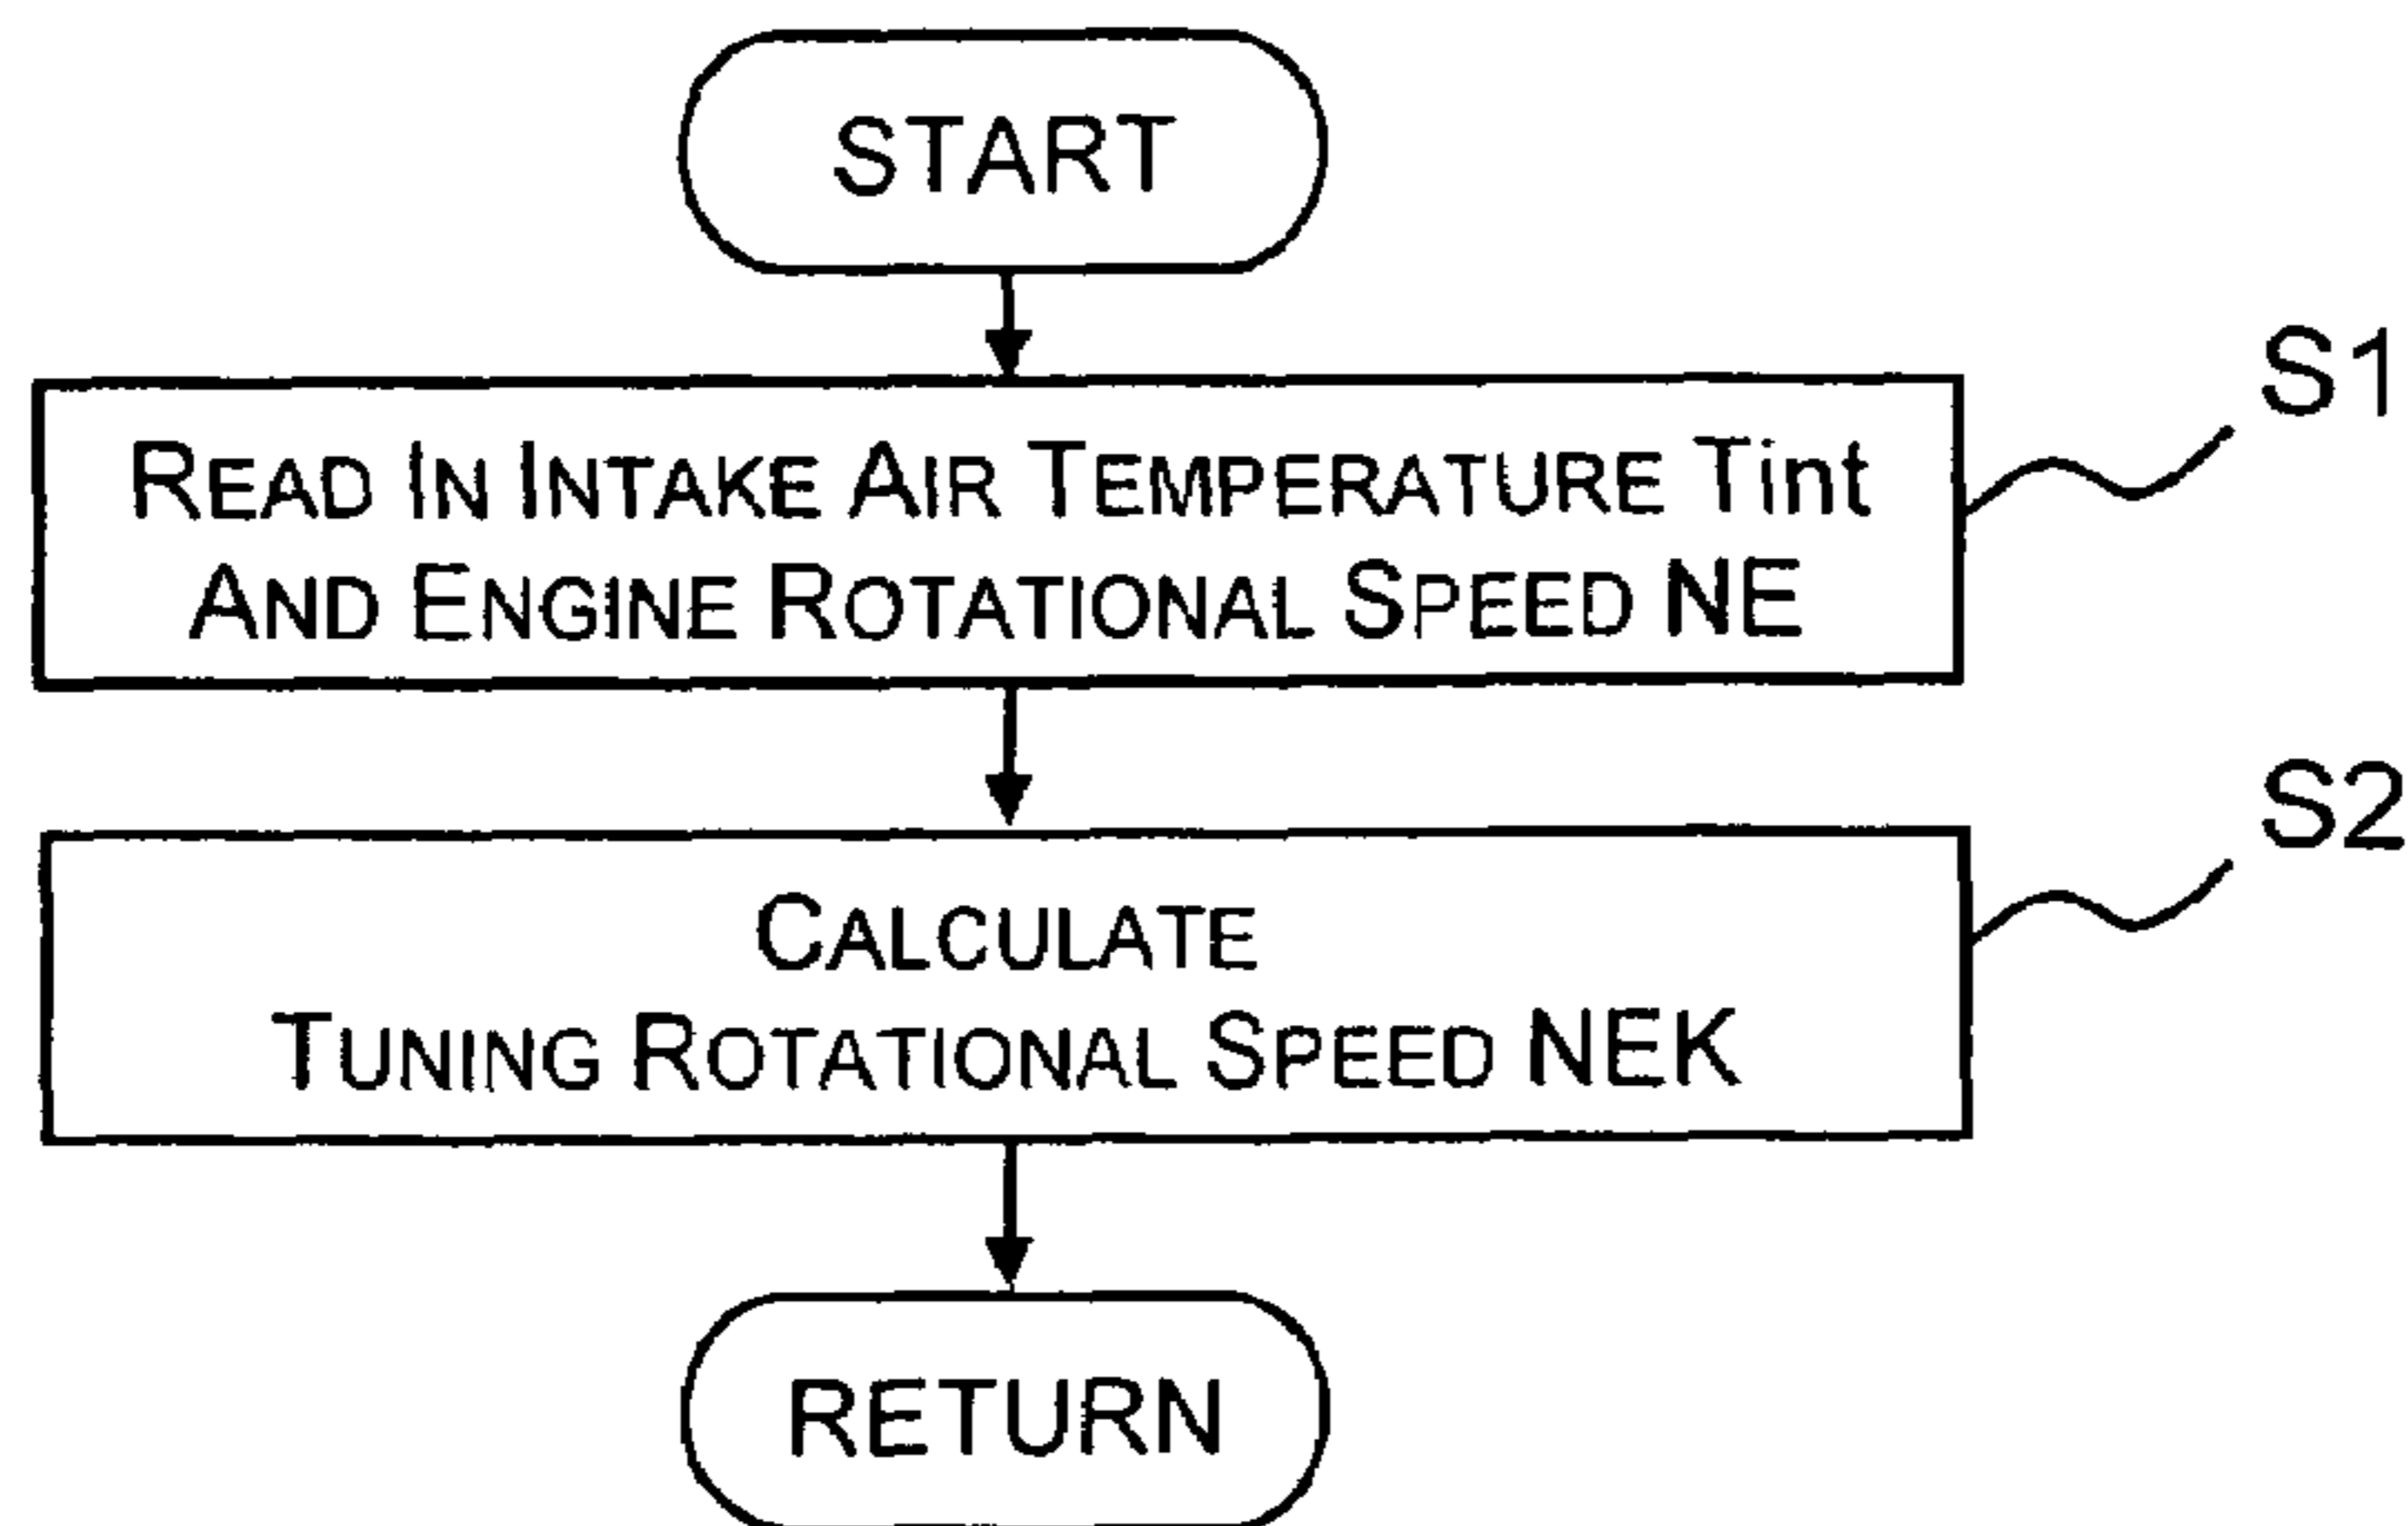 START
S1
READ IN INTAKE AIR TEMPERATURE Tint
AND ENGINE ROTATIONAL SPEED NE
S2
CALCULATE
TUNING ROTATIONAL SPEED NEK
RETURN